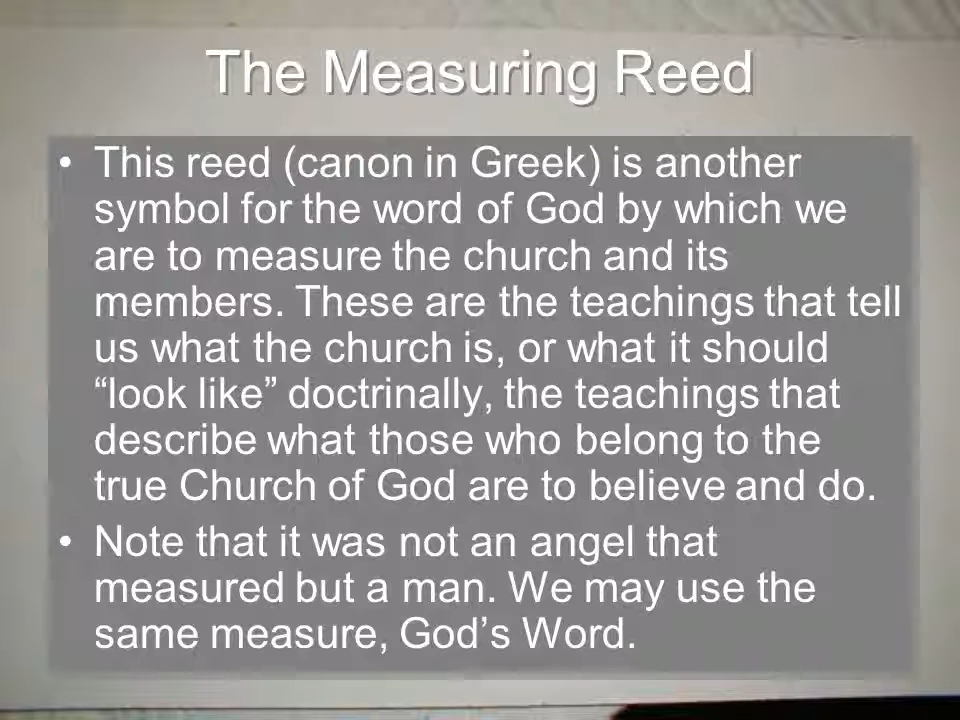 The Measuring Reed
• This reed (canon in Greek) is another
symbol for the word of God by which we
are to measure the church and its
members. These are the teachings that tell
us what the church is, or what it should
“look like” doctrinally, the teachings that
describe what those who belong to the
true Church of God are to believe and do.
• Note that it was not an angel that
measured but a man. We may use the
same measure, God’s Word.